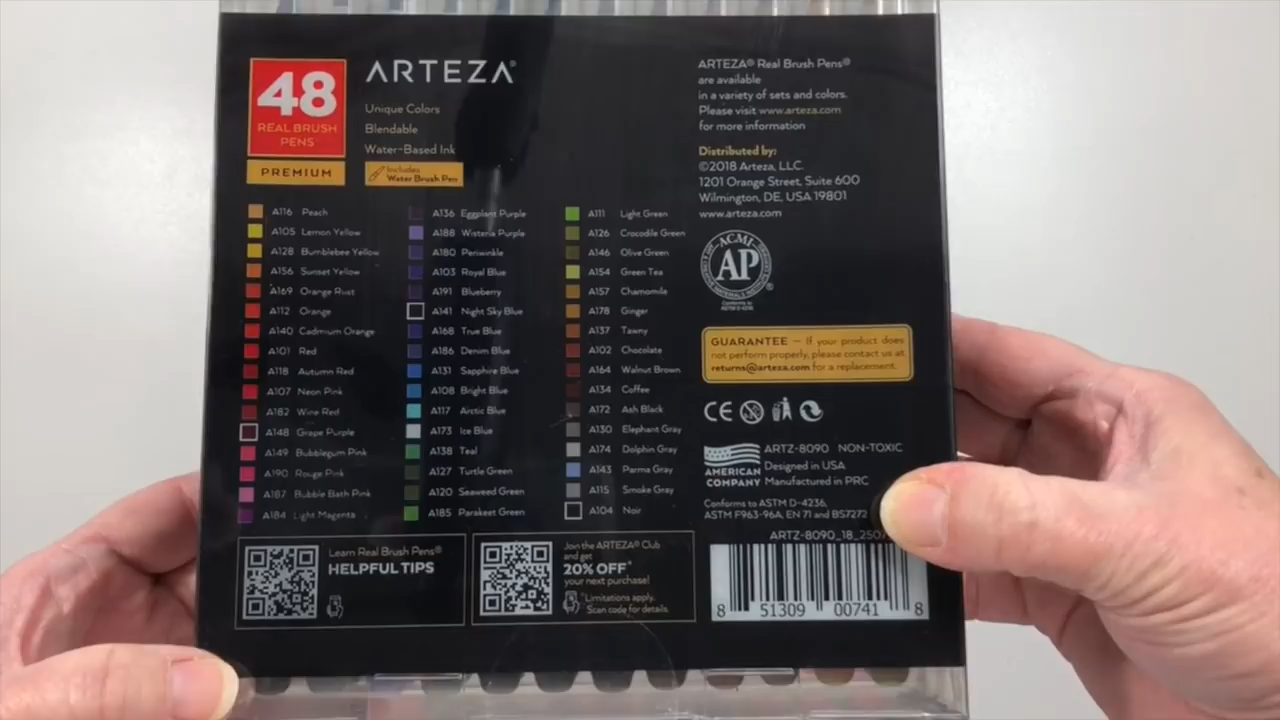 48
REAL BRUSH
PENS
PREMIUM
ARTEZA®
Unique Colors
Blendable
Water-Based Ink
Includes
Water Brush Pen
A116 Peach
A105 Lemon Yellow
A128 Bumblebee Yellow
A156 Sunset Yellow
A169 Orange Rust
A112 Orange
A140 Cadmium Orange
A101 Red
A118 Autumn Red
A107 Neon Pink
A182 Wine Red
A148 Grape Purple
A149 Bubblegum Pink
A190 Rouge Pink
A187 Bubble Bath Pink
A184 Light Magenta
A136 Eggplant Purple
A188 Wisteria Purple
A180 Periwinkle
A103 Royal Blue
A191 Blueberry
A141 Night Sky Blue
A168 True Blue
A186 Denim Blue
A131 Sapphire Blue
A108 Bright Blue
A117 Arctic Blue
A173 Ice Blue
A138 Teal
A127 Turtle Green
A120 Seaweed Green
A185 Parakeet Green
A111 Light Green
A126 Crocodile Green
A146 Olive Green
A154 Green Tea
A157 Chamomile
A178 Ginger
A137 Tawny
A102 Chocolate
A164 Walnut Brown
A134 Coffee
A172 Ash Black
A130 Elephant Gray
A174 Dolphin Gray
A143 Parma Gray
A115 Smoke Gray
A104 Noir
Learn Real Brush Pens®
HELPFUL TIPS
Join the ARTEZA® Club
and get
20% OFF*
your next purchase!
*Limitations apply.
Scan code for details.
ARTEZA® Real Brush Pens®
are available
in a variety of sets and colors.
Please visit www.arteza.com
for more information
Distributed by:
©2018 Arteza, LLC.
1201 Orange Street, Suite 600
Wilmington, DE, USA 19801
www.arteza.com
ACMI
AP
Conforms to
ASTM D-4236
GUARANTEE – If your product does
not perform properly, please contact us at
returns@arteza.com for a replacement.
CE
ARTZ-8090 NON-TOXIC
AMERICAN
COMPANY
Designed in USA
Manufactured in PRC
Conforms to ASTM D-4236,
ASTM F963-96A, EN 71 and BS7272
ARTZ-8090_18_250
8 51309 00741 8